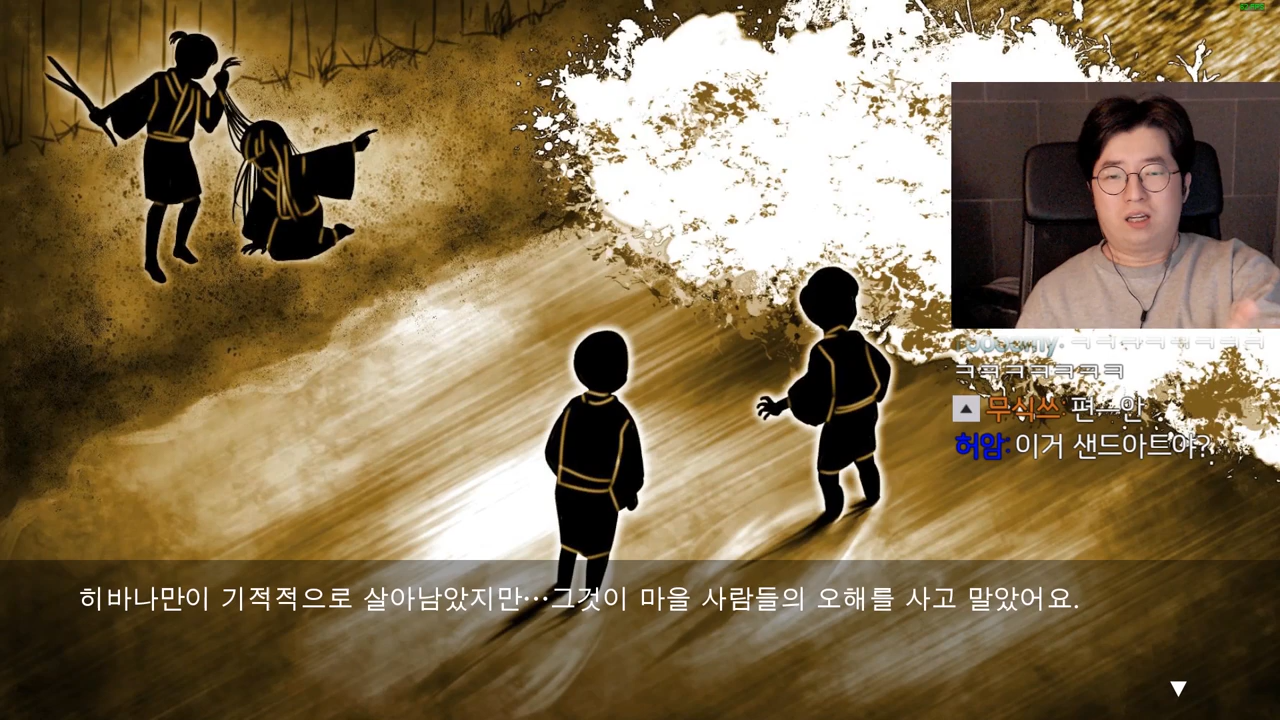 히바나만이 기적적으로 살아남았지만…그것이 마을 사람들의 오해를 사고 말았어요.
ㅋㅋㅋㅋㅋㅋㅋ
무식쓰: 편ㅡ안
허암: 이거 샌드아트야?